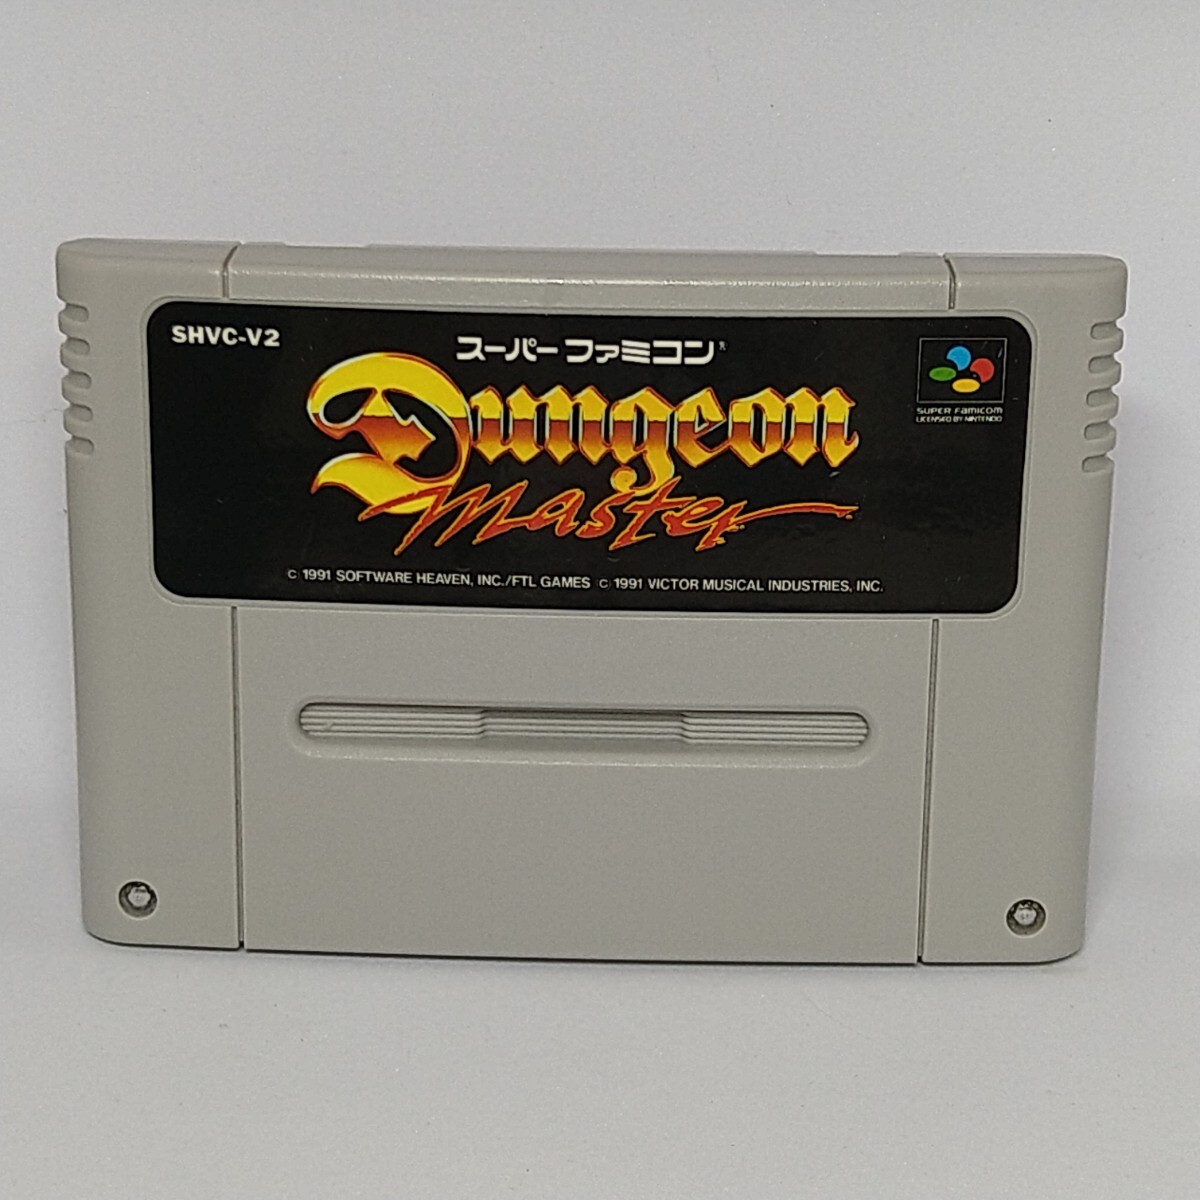 SHVC-V2
スーパーファミコン®
Dungeon
Master
SUPER FAMICOM
LICENSED BY NINTENDO
© 1991 SOFTWARE HEAVEN, INC./FTL GAMES © 1991 VICTOR MUSICAL INDUSTRIES, INC.